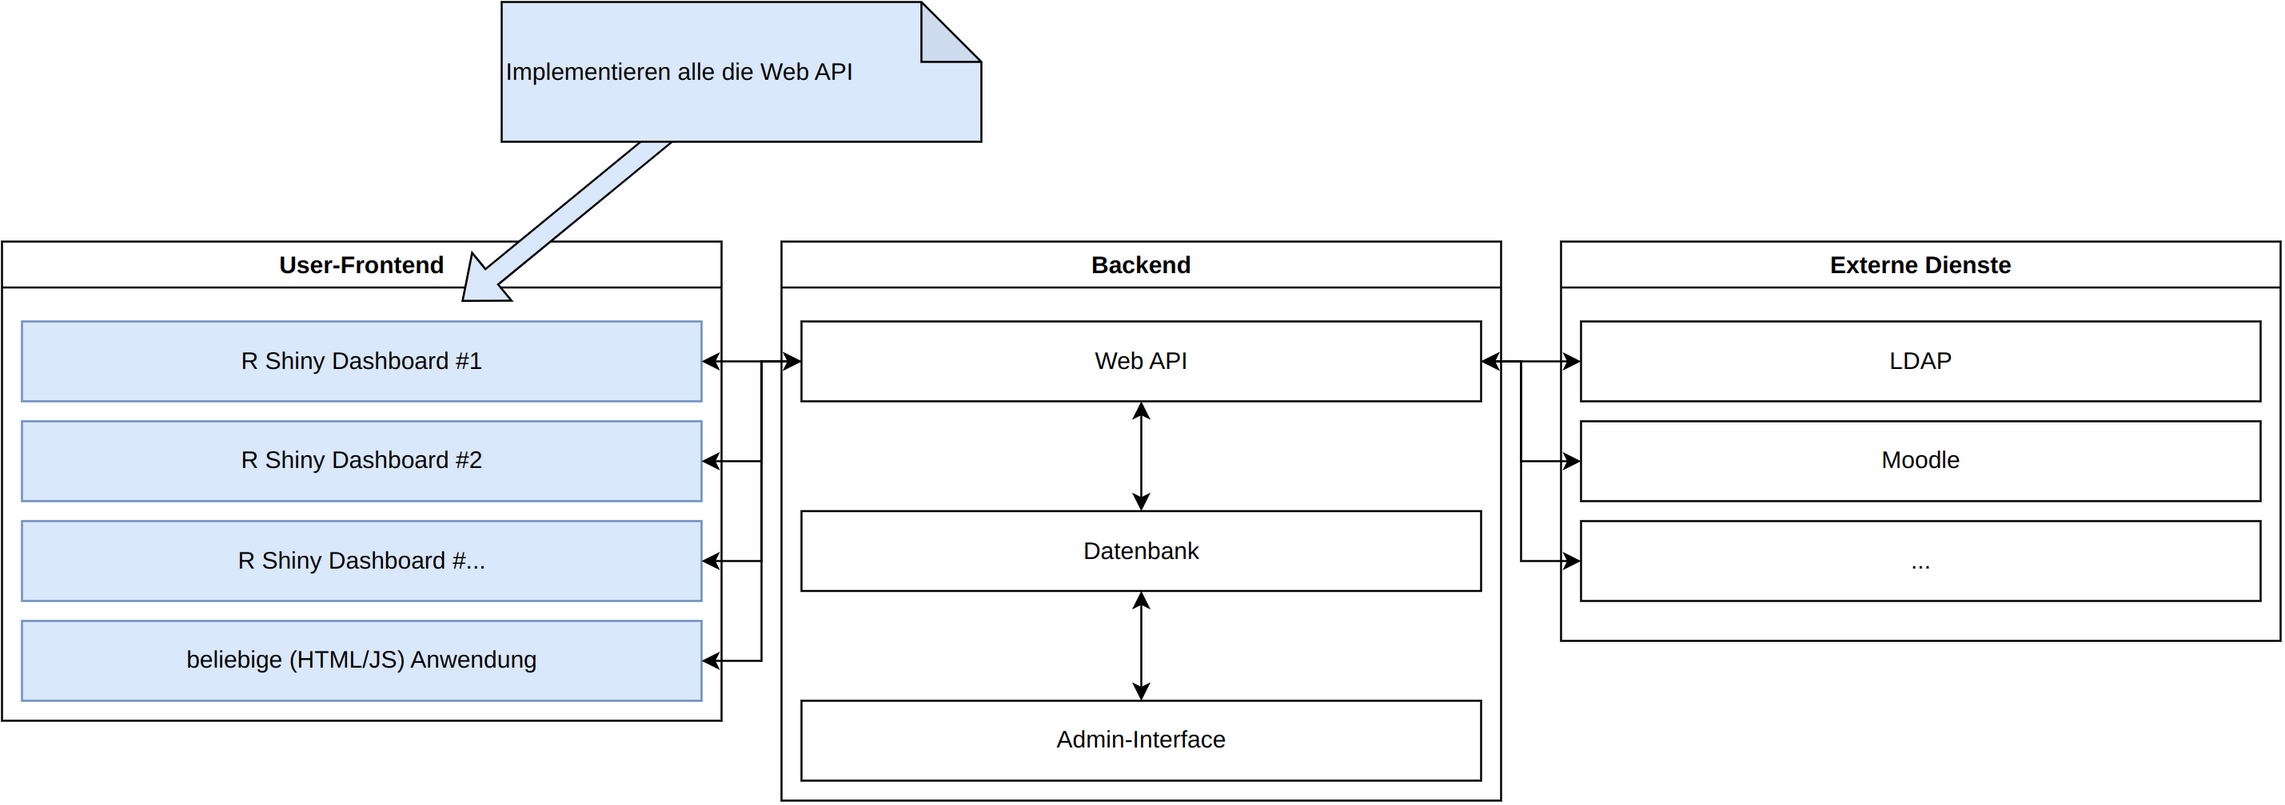 Implementieren alle die Web API
User-Frontend
R Shiny Dashboard #1
R Shiny Dashboard #2
R Shiny Dashboard #...
beliebige (HTML/JS) Anwendung
Backend
Web API
Datenbank
Admin-Interface
Externe Dienste
LDAP
Moodle
...